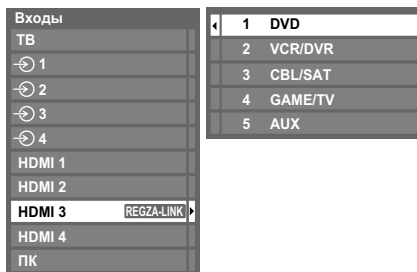 Входы
ТВ
1
2
3
4
HDMI 1
HDMI 2
HDMI 3 REGZA-LINK
HDMI 4
ПК
1 DVD
2 VCR/DVR
3 CBL/SAT
4 GAME/TV
5 AUX